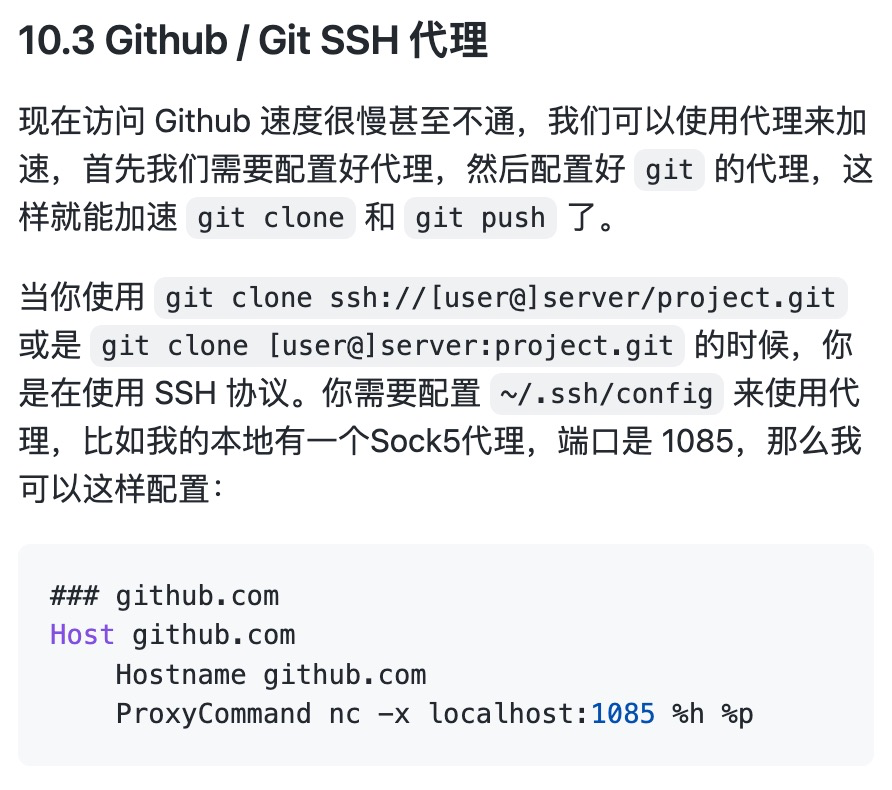 10.3 Github / Git SSH 代理
现在访问 Github 速度很慢甚至不通，我们可以使用代理来加
速，首先我们需要配置好代理，然后配置好 git 的代理，这
样就能加速 git clone 和 git push 了。
当你使用 git clone ssh://[user@]server/project.git
或是 git clone [user@]server:project.git 的时候，你
是在使用 SSH 协议。你需要配置 ~/.ssh/config 来使用代
理，比如我的本地有一个Sock5代理，端口是 1085，那么我
可以这样配置：
### github.com
Host github.com
    Hostname github.com
    ProxyCommand nc -x localhost:1085 %h %p